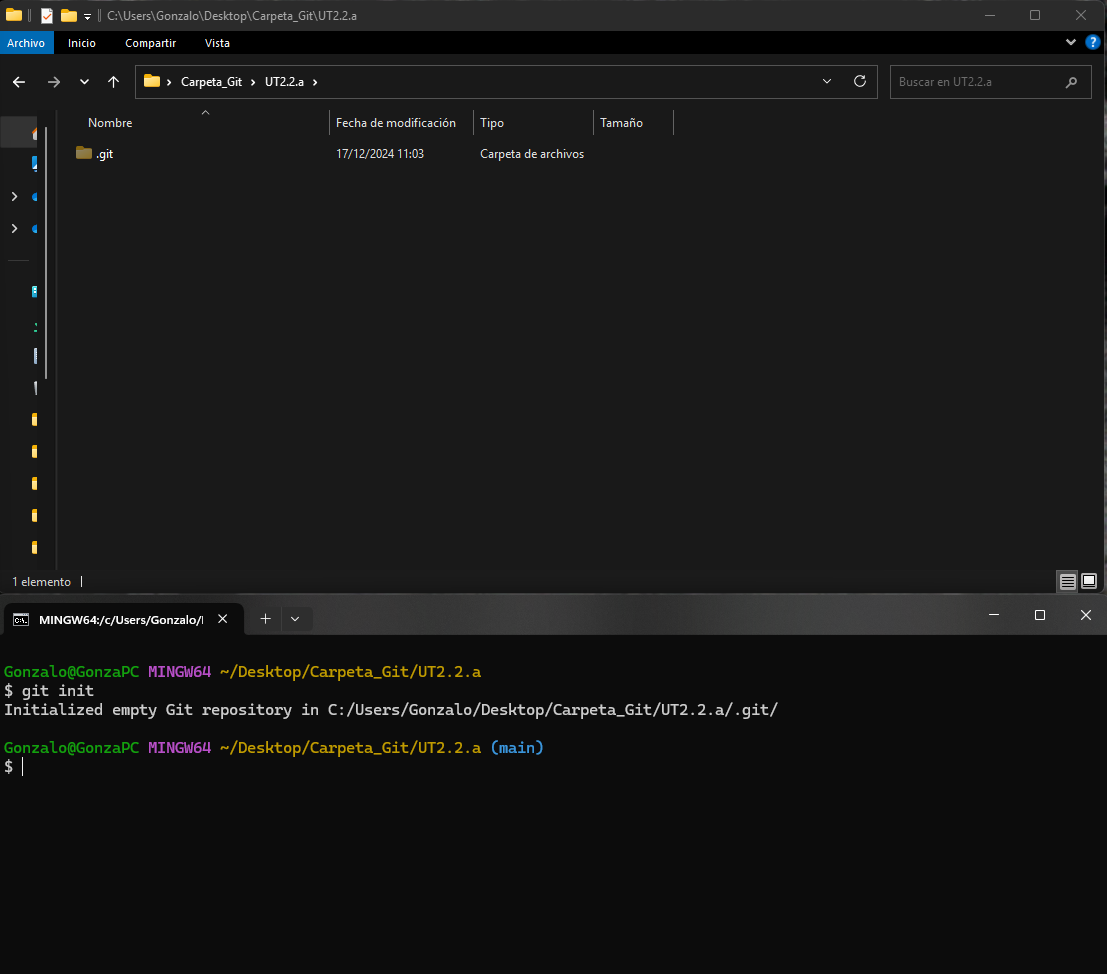 C:\Users\Gonzalo\Desktop\Carpeta_Git\UT2.2.a
Archivo Inicio Compartir Vista
Carpeta_Git UT2.2.a Buscar en UT2.2.a
Nombre Fecha de modificación Tipo Tamaño
.git 17/12/2024 11:03 Carpeta de archivos
1 elemento
MINGW64:/c/Users/Gonzalo/
Gonzalo@GonzaPC MINGW64 ~/Desktop/Carpeta_Git/UT2.2.a
$ git init
Initialized empty Git repository in C:/Users/Gonzalo/Desktop/Carpeta_Git/UT2.2.a/.git/
Gonzalo@GonzaPC MINGW64 ~/Desktop/Carpeta_Git/UT2.2.a (main)
$